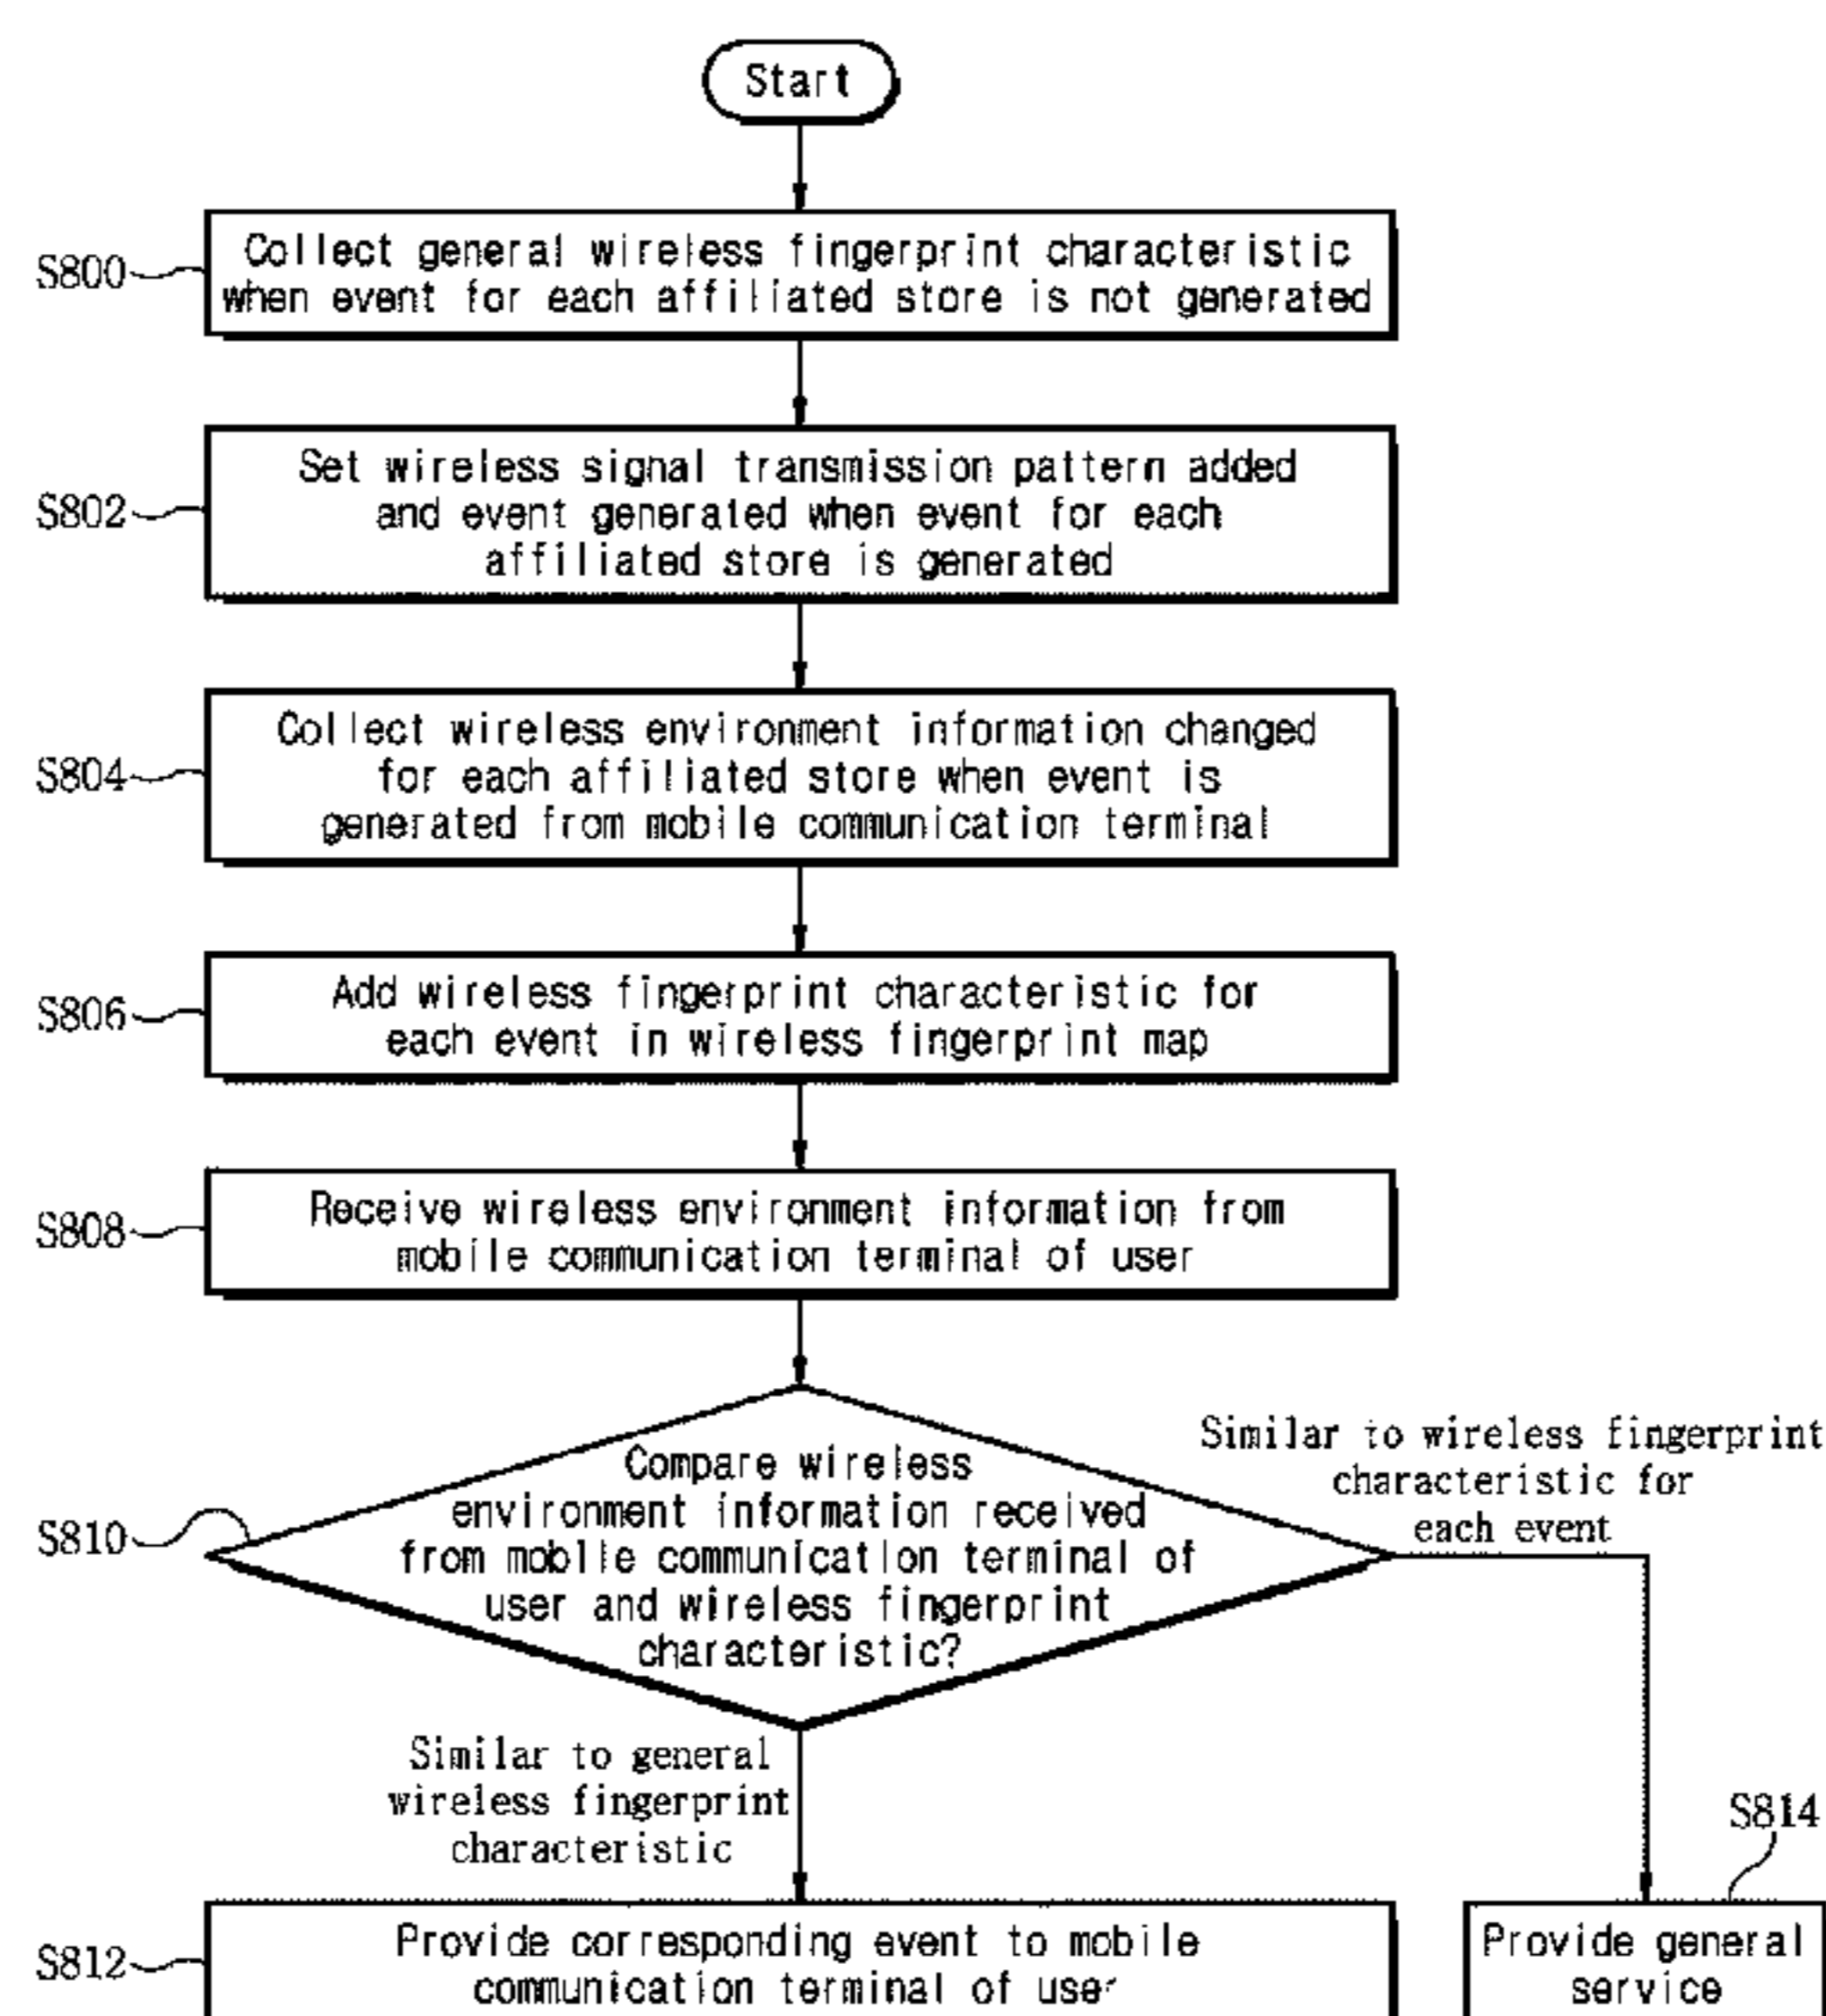 Start
S800
Collect general wireless fingerprint characteristic
when event for each affiliated store is not generated
S802
Set wireless signal transmission pattern added
and event generated when event for each
affiliated store is generated
S804
Collect wireless environment information changed
for each affiliated store when event is
generated from mobile communication terminal
S806
Add wireless fingerprint characteristic for
each event in wireless fingerprint map
S808
Receive wireless environment information from
mobile communication terminal of user
S810
Compare wireless
environment information received
from mobile communication terminal of
user and wireless fingerprint
characteristic?
Similar to wireless fingerprint
characteristic for
each event
Similar to general
wireless fingerprint
characteristic
S812
Provide corresponding event to mobile
communication terminal of user
S814
Provide general
service